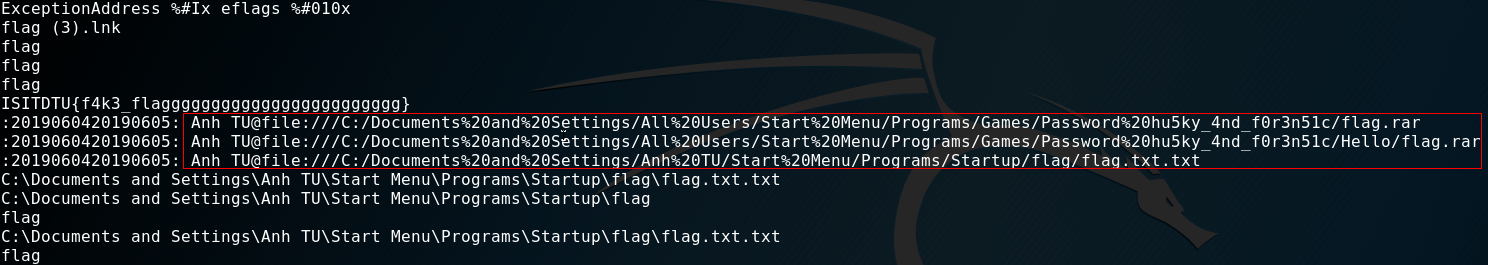 ExceptionAddress %#Ix eflags %#010x
flag (3).lnk
flag
flag
flag
ISITDTU{f4k3_flaggggggggggggggggggggggggg}
:2019060420190605: Anh TU@file:///C:/Documents%20and%20Settings/All%20Users/Start%20Menu/Programs/Games/Password%20hu5ky_4nd_f0r3n51c/flag.rar
:2019060420190605: Anh TU@file:///C:/Documents%20and%20Settings/All%20Users/Start%20Menu/Programs/Games/Password%20hu5ky_4nd_f0r3n51c/Hello/flag.rar
:2019060420190605: Anh TU@file:///C:/Documents%20and%20Settings/Anh%20TU/Start%20Menu/Programs/Startup/flag/flag.txt.txt
C:\Documents and Settings\Anh TU\Start Menu\Programs\Startup\flag\flag.txt.txt
C:\Documents and Settings\Anh TU\Start Menu\Programs\Startup\flag
flag
C:\Documents and Settings\Anh TU\Start Menu\Programs\Startup\flag\flag.txt.txt
flag